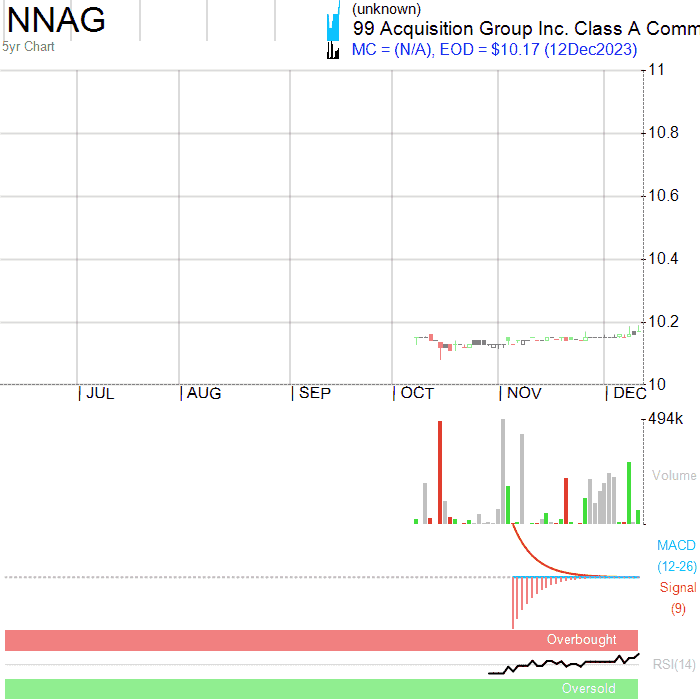 NNAG
5yr Chart
(unknown)
99 Acquisition Group Inc. Class A Comm
MC = (N/A), EOD = $10.17 (12Dec2023)
11
10.8
10.6
10.4
10.2
10
JUL AUG SEP OCT NOV DEC
494k
Volume
MACD
(12-26)
Signal
(9)
Overbought
RSI(14)
Oversold